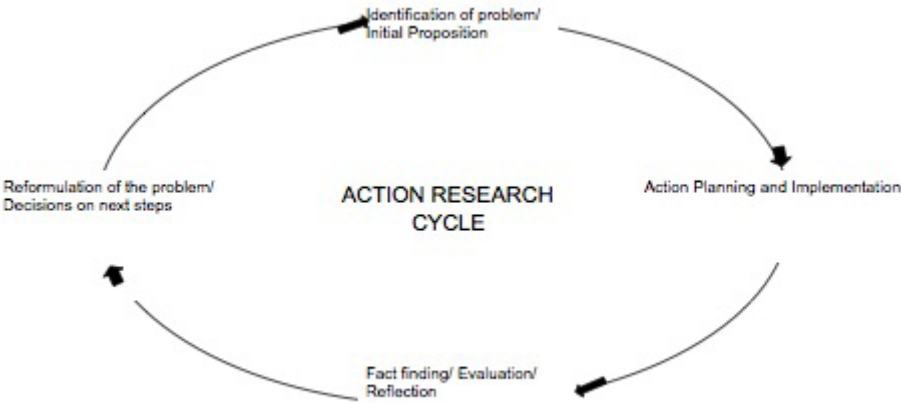 Identification of problem/
Initial Proposition
Reformulation of the problem/
Decisions on next steps
ACTION RESEARCH
CYCLE
Action Planning and Implementation
Fact finding/ Evaluation/
Reflection